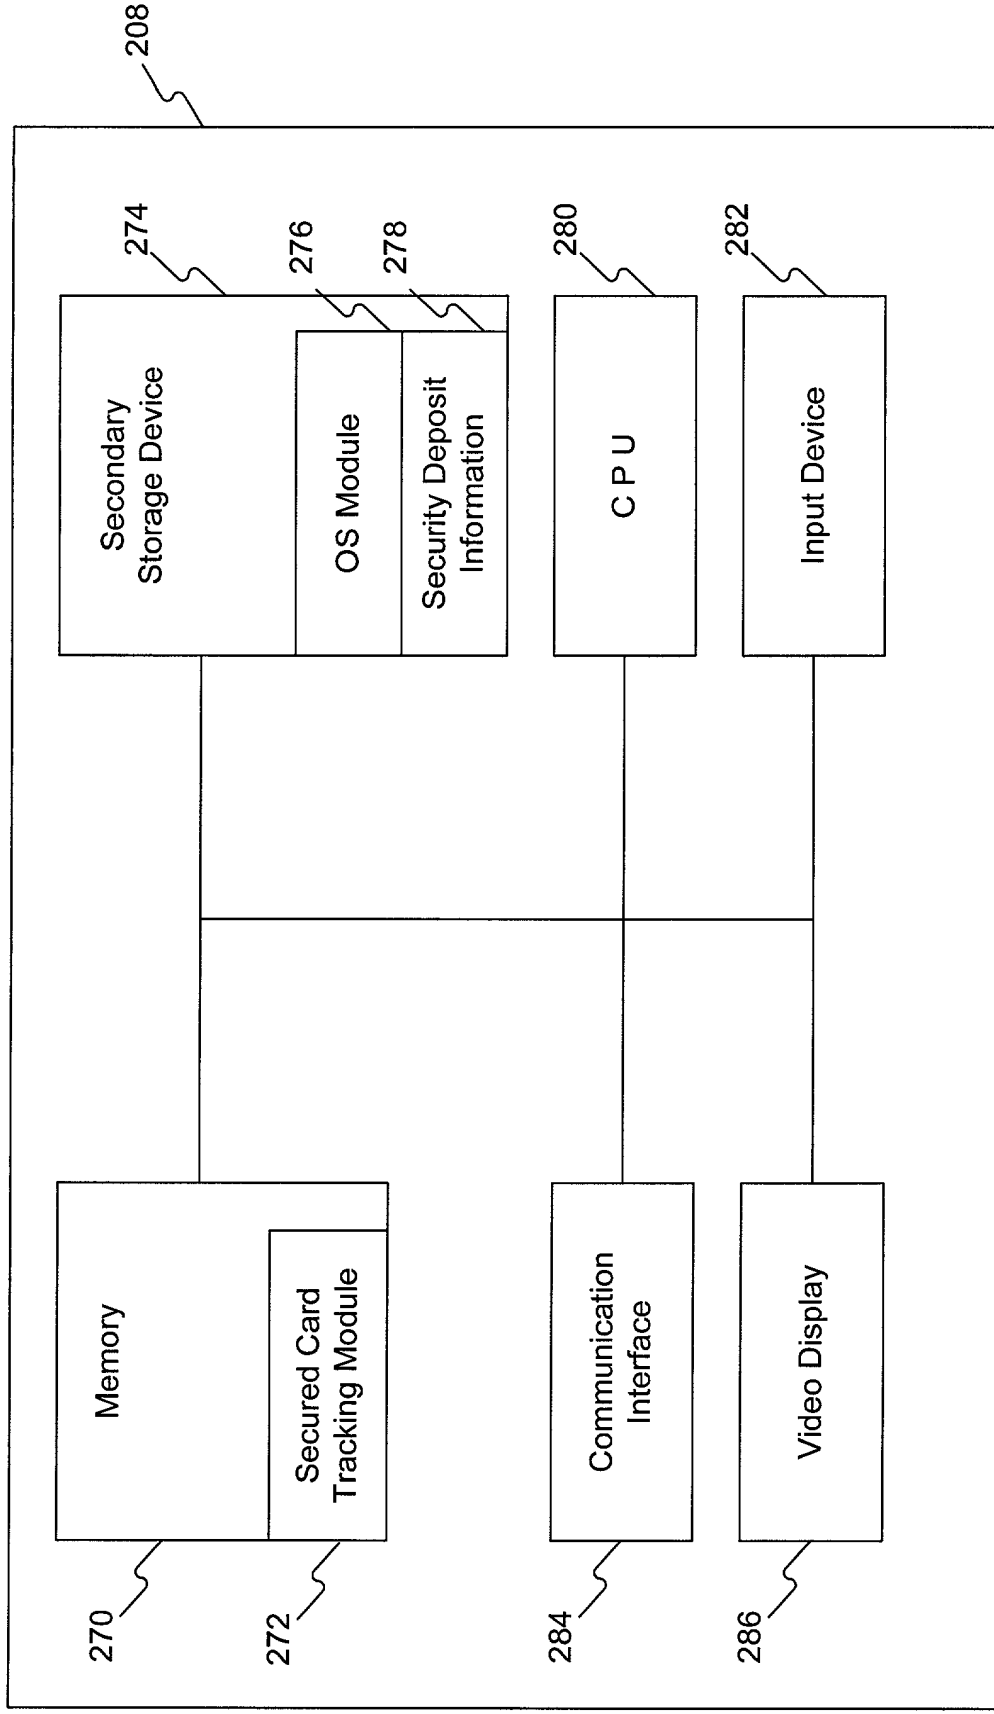 208
270
Memory
272
Secured Card
Tracking Module
274
Secondary
Storage Device
276
OS Module
278
Security Deposit
Information
284
Communication
Interface
280
C P U
286
Video Display
282
Input Device